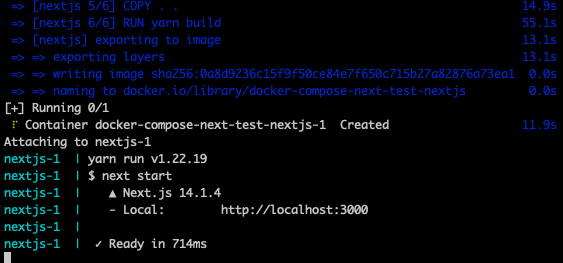 => [nextjs 5/6] COPY . . 14.9s
=> [nextjs 6/6] RUN yarn build 55.1s
=> [nextjs] exporting to image 13.1s
=> => exporting layers 13.1s
=> => writing image sha256:0a8d9236c15f9f50ce84e7f650c715b27a82876a73ea1 0.0s
=> => naming to docker.io/library/docker-compose-next-test-nextjs 0.0s
[+] Running 0/1
⠏ Container docker-compose-next-test-nextjs-1 Created 11.9s
Attaching to nextjs-1
nextjs-1 | yarn run v1.22.19
nextjs-1 | $ next start
nextjs-1 | ▲ Next.js 14.1.4
nextjs-1 | - Local: http://localhost:3000
nextjs-1 |
nextjs-1 | ✓ Ready in 714ms